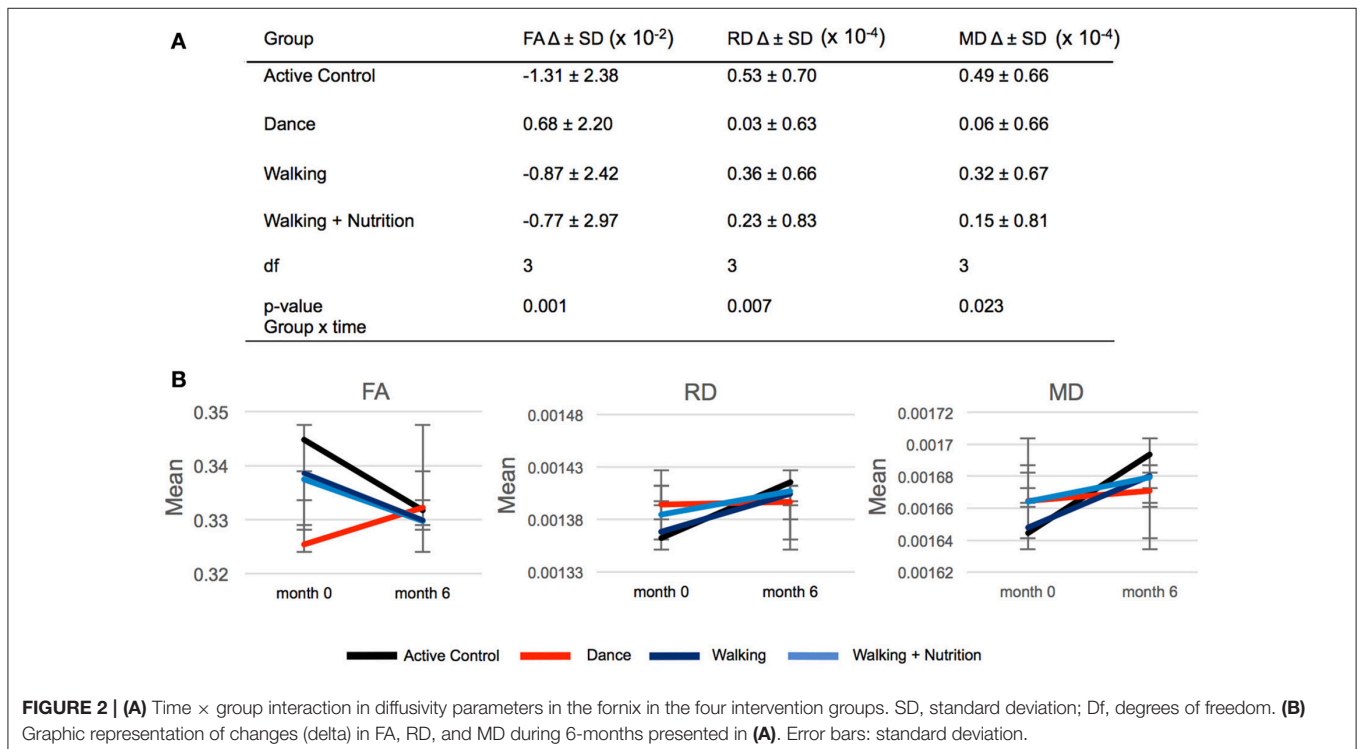 A
Group FA Δ ± SD (x 10-2) RD Δ ± SD (x 10-4) MD Δ ± SD (x 10-4)
Active Control -1.31 ± 2.38 0.53 ± 0.70 0.49 ± 0.66
Dance 0.68 ± 2.20 0.03 ± 0.63 0.06 ± 0.66
Walking -0.87 ± 2.42 0.36 ± 0.66 0.32 ± 0.67
Walking + Nutrition -0.77 ± 2.97 0.23 ± 0.83 0.15 ± 0.81
df 3 3 3
p-value 0.001 0.007 0.023
Group x time
B
FA
Mean
0.35
0.34
0.33
0.32
month 0 month 6
RD
Mean
0.00148
0.00143
0.00138
0.00133
month 0 month 6
MD
Mean
0.00172
0.0017
0.00168
0.00166
0.00164
0.00162
month 0 month 6
Active Control Dance Walking Walking + Nutrition
FIGURE 2 | (A) Time × group interaction in diffusivity parameters in the fornix in the four intervention groups. SD, standard deviation; Df, degrees of freedom. (B)
Graphic representation of changes (delta) in FA, RD, and MD during 6-months presented in (A). Error bars: standard deviation.